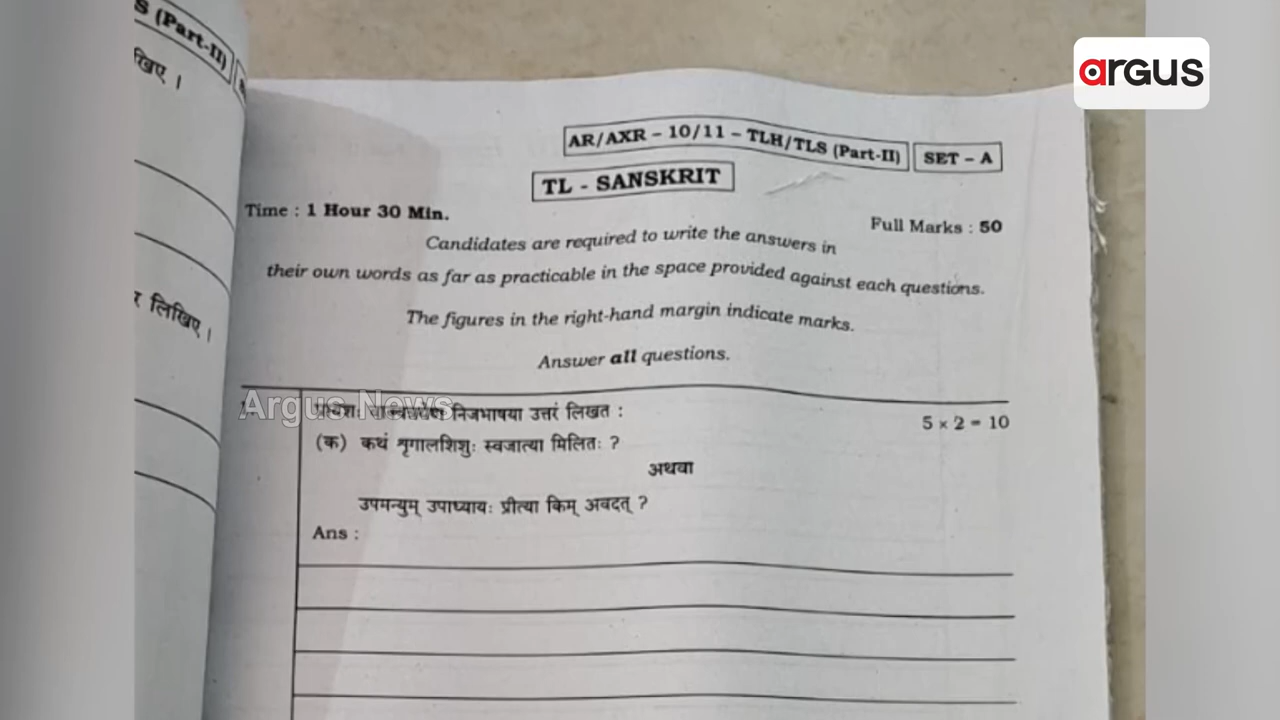 S (Part-II)
खिए ।
र लिखिए ।
argus
AR/AXR – 10/11 – TLH/TLS (Part-II) SET – A
TL - SANSKRIT
Time : 1 Hour 30 Min. Full Marks : 50
Candidates are required to write the answers in
their own words as far as practicable in the space provided against each questions.
The figures in the right-hand margin indicate marks.
Answer all questions.
Argus News
निजभाषया उत्तरं लिखत : 5 × 2 = 10
(क) कथं शृगालशिशुः स्वजात्या मिलितः ?
अथवा
उपमन्युम् उपाध्यायः प्रीत्या किम् अवदत् ?
Ans :